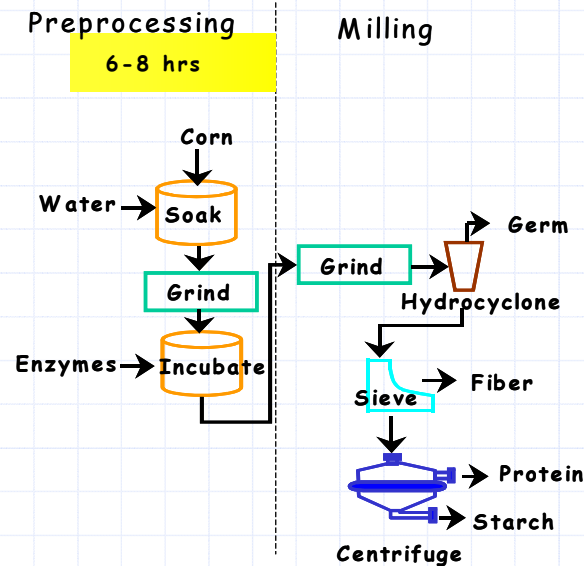 Preprocessing
Milling
6-8 hrs
Corn
Water
Soak
Germ
Grind
Grind
Hydrocyclone
Enzymes
Incubate
Fiber
Sieve
Protein
Starch
Centrifuge